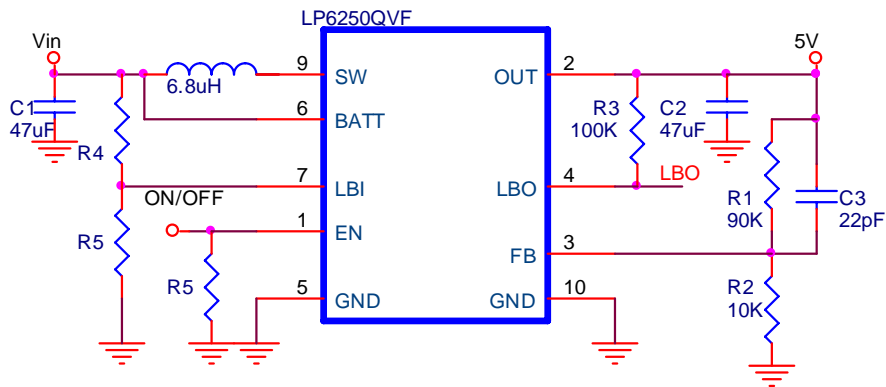 LP6250QVF
Vin
5V
6.8uH
9
SW
OUT
2
C1
47uF
R4
6
BATT
R3
100K
C2
47uF
7
LBI
LBO
4
LBO
R1
90K
C3
22pF
ON/OFF
1
EN
FB
3
R5
R5
5
GND
GND
10
R2
10K